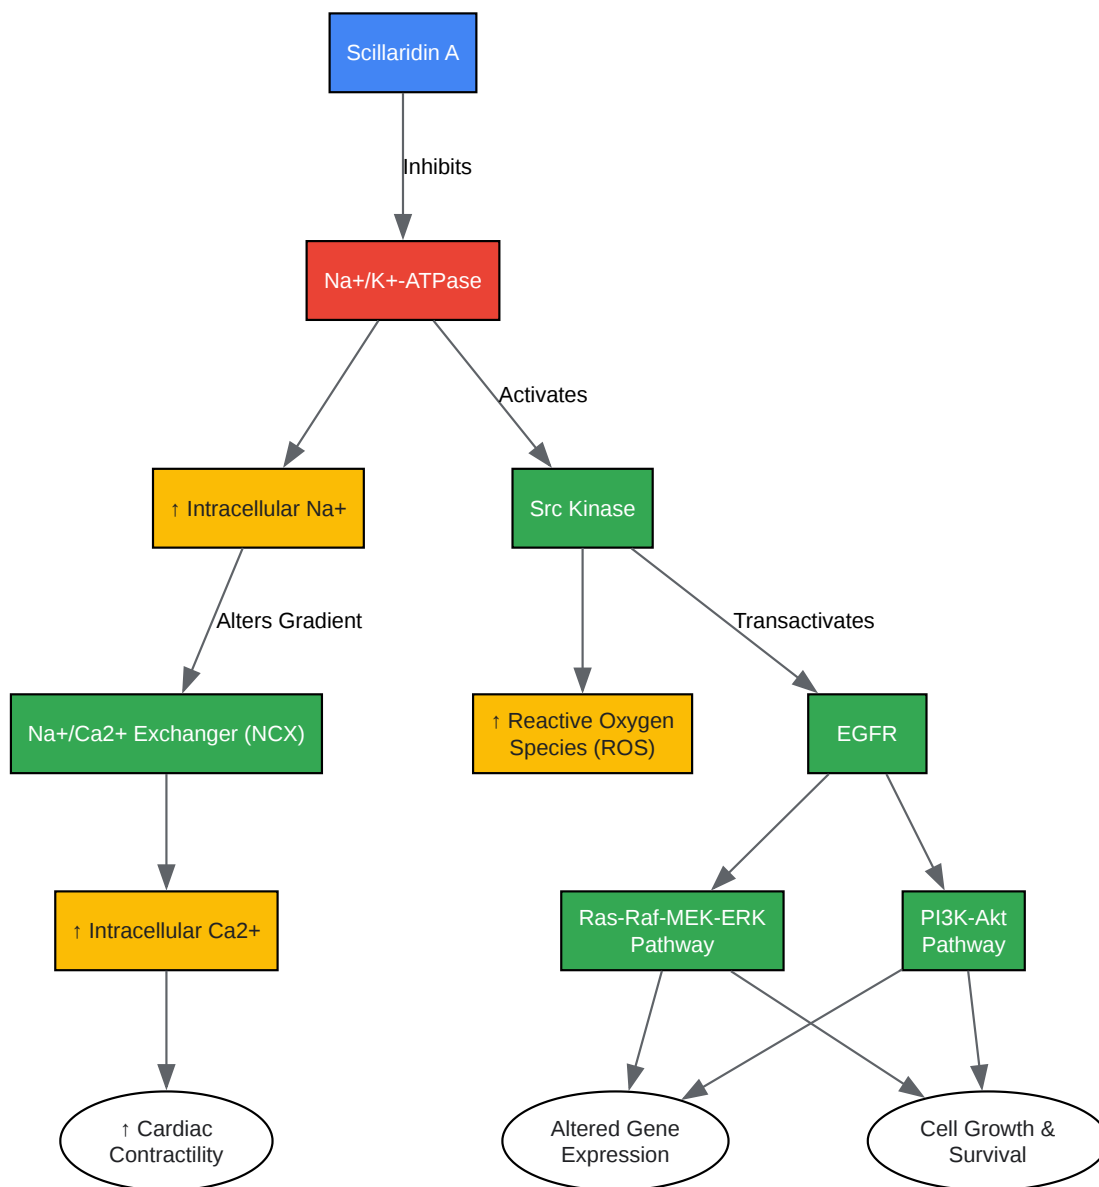 Scillaridin A
Inhibits
Na+/K+-ATPase
Activates
↑ Intracellular Na+
Src Kinase
Alters Gradient
Transactivates
Na+/Ca2+ Exchanger (NCX)
↑ Reactive Oxygen
Species (ROS)
EGFR
↑ Intracellular Ca2+
Ras-Raf-MEK-ERK
Pathway
PI3K-Akt
Pathway
↑ Cardiac
Contractility
Altered Gene
Expression
Cell Growth &
Survival